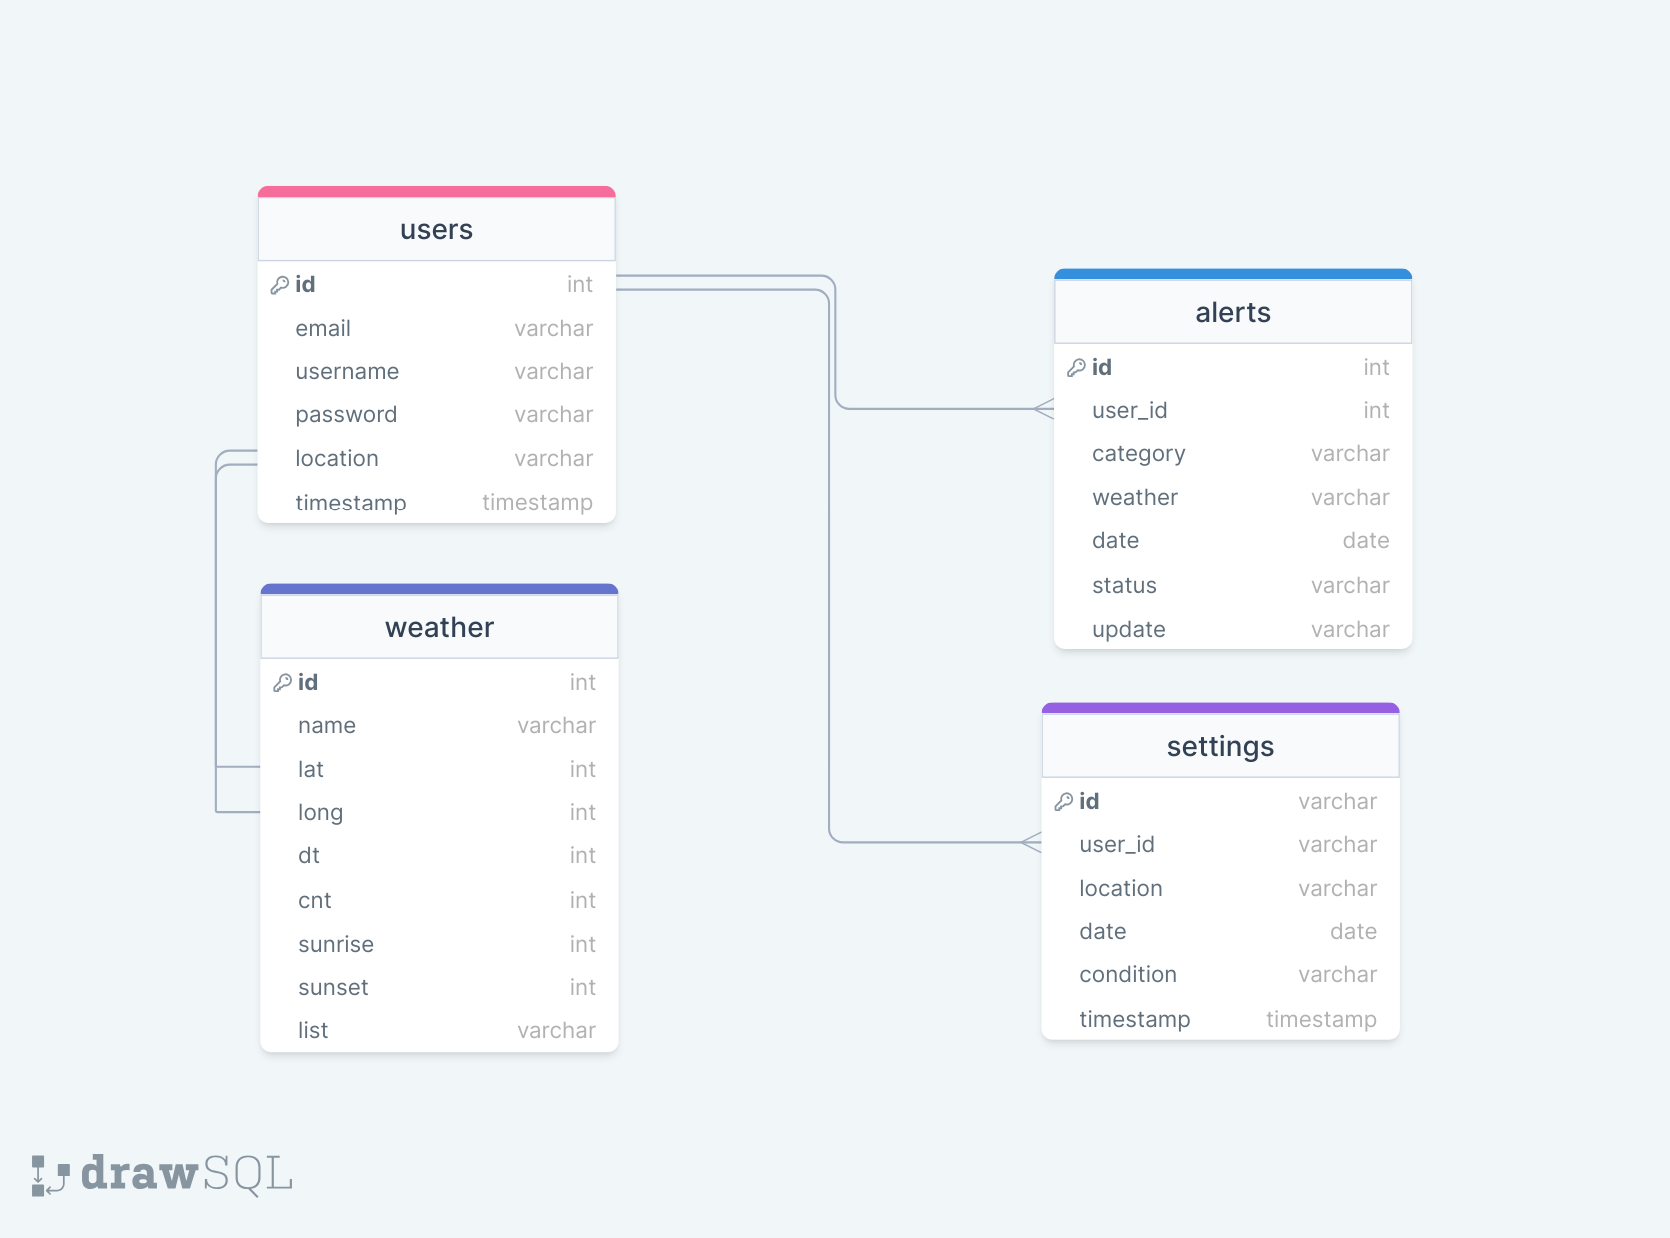 users
id int
email varchar
username varchar
password varchar
location varchar
timestamp timestamp
alerts
id int
user_id int
category varchar
weather varchar
date date
status varchar
update varchar
weather
id int
name varchar
lat int
long int
dt int
cnt int
sunrise int
sunset int
list varchar
settings
id varchar
user_id varchar
location varchar
date date
condition varchar
timestamp timestamp
drawSQL